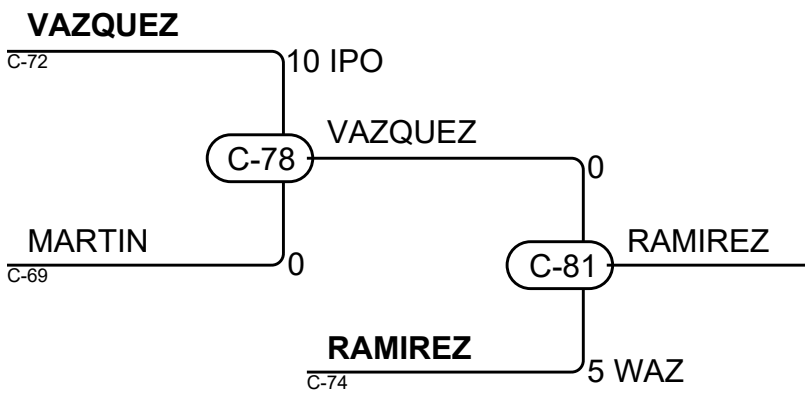 VAZQUEZ
C-72
10 IPO
VAZQUEZ
C-78
0
MARTIN
C-69
0
RAMIREZ
C-81
RAMIREZ
C-74
5 WAZ